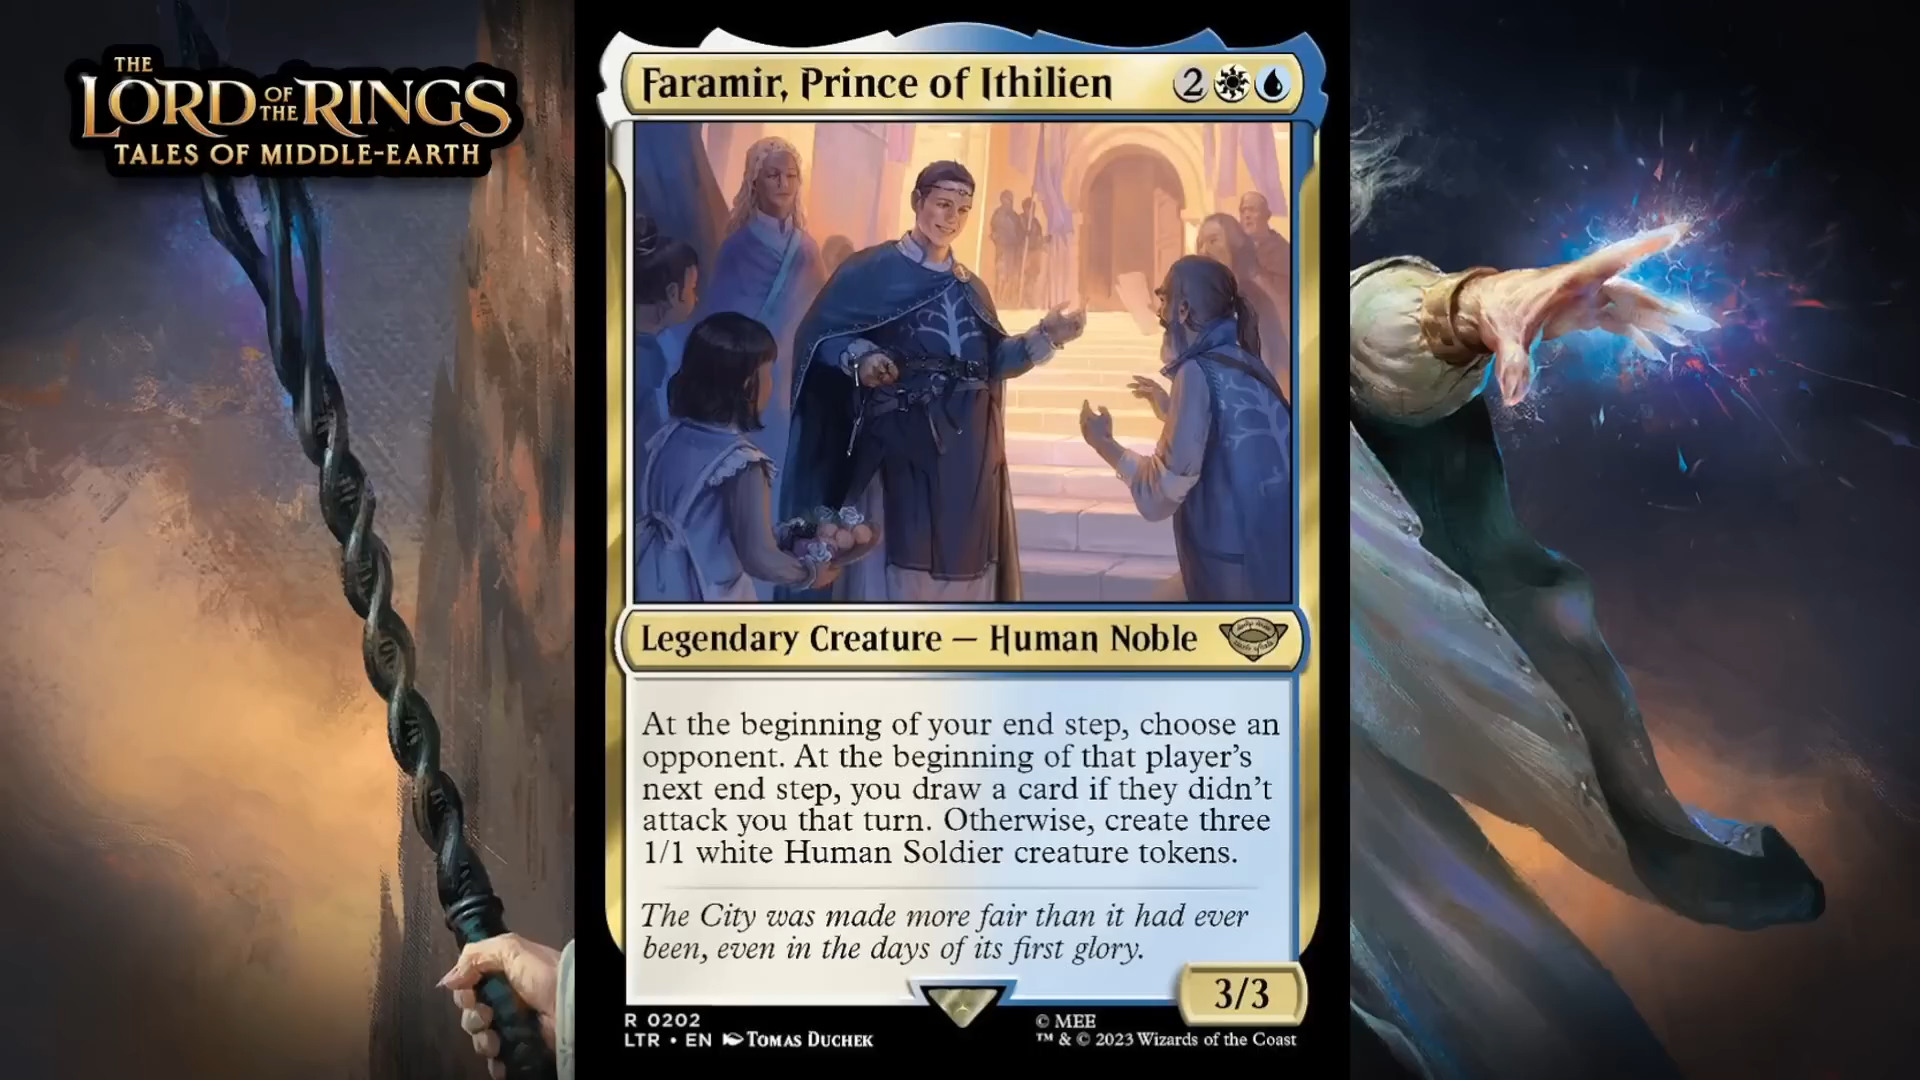 THE
LORD OF THE RINGS
TALES OF MIDDLE-EARTH
Faramir, Prince of Ithilien 2
Legendary Creature — Human Noble
At the beginning of your end step, choose an
opponent. At the beginning of that player's
next end step, you draw a card if they didn't
attack you that turn. Otherwise, create three
1/1 white Human Soldier creature tokens.
The City was made more fair than it had ever
been, even in the days of its first glory.
3/3
R 0202
LTR • EN TOMAS DUCHEK
© MEE
™ & © 2023 Wizards of the Coast